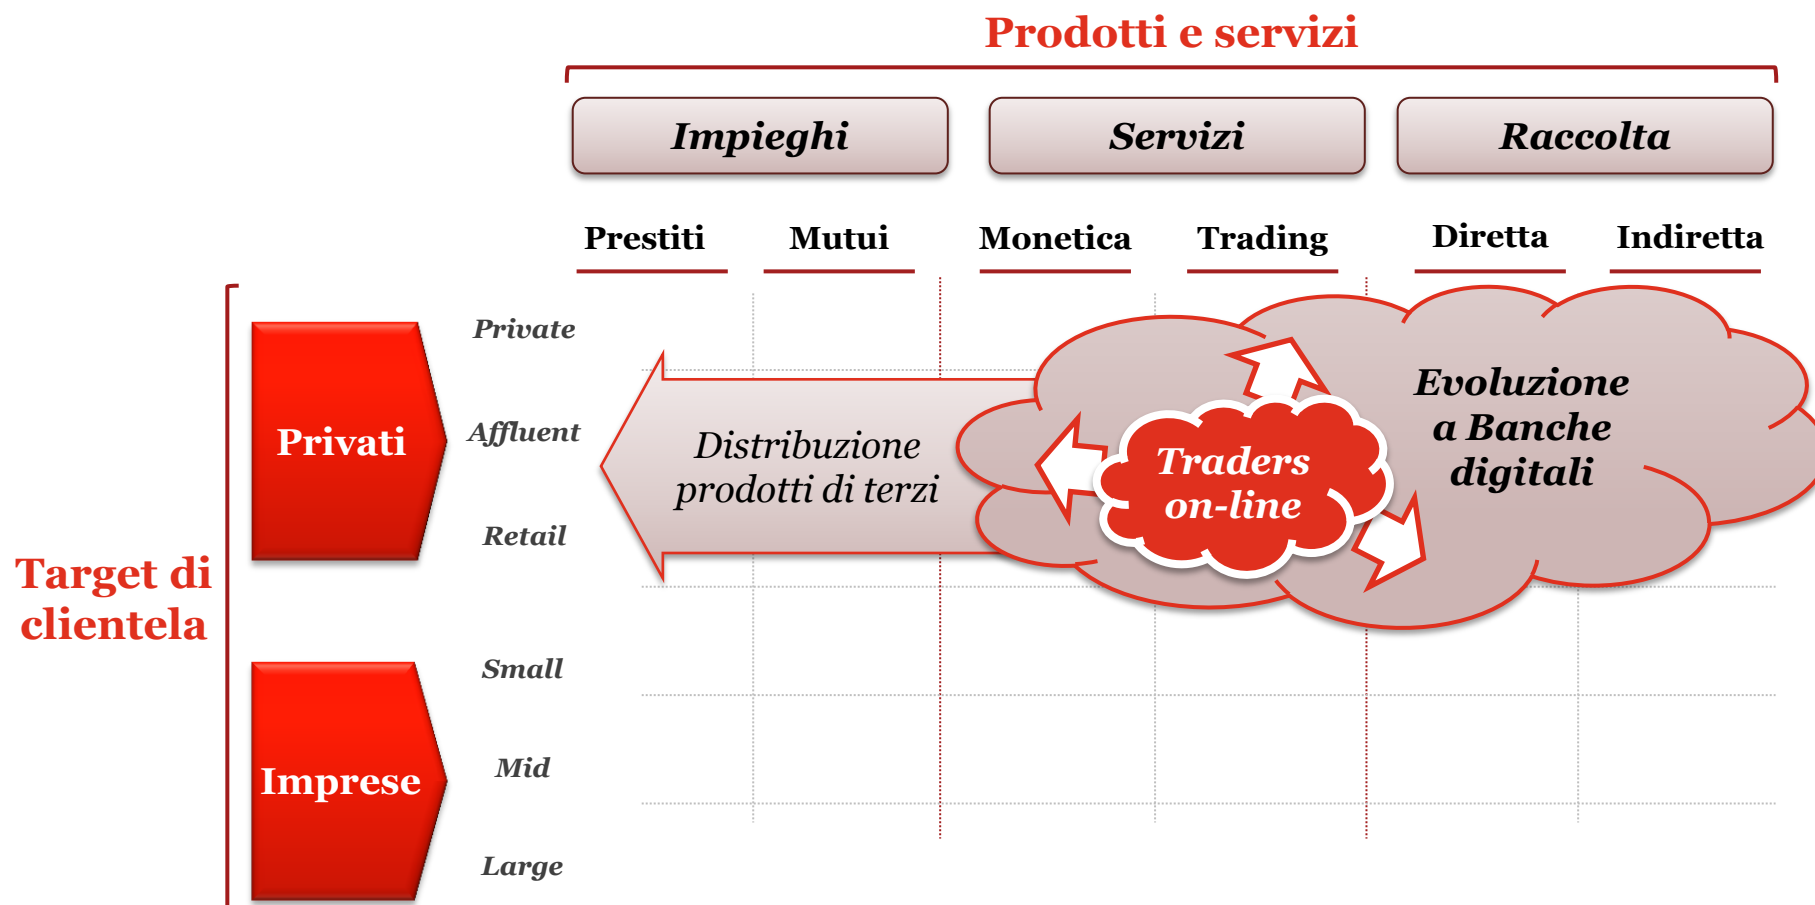 Prodotti e servizi
Impieghi
Servizi
Raccolta
Prestiti
Mutui
Monetica
Trading
Diretta
Indiretta
Target di
clientela
Privati
Private
Affluent
Retail
Distribuzione
prodotti di terzi
Traders
on-line
Evoluzione
a Banche
digitali
Imprese
Small
Mid
Large